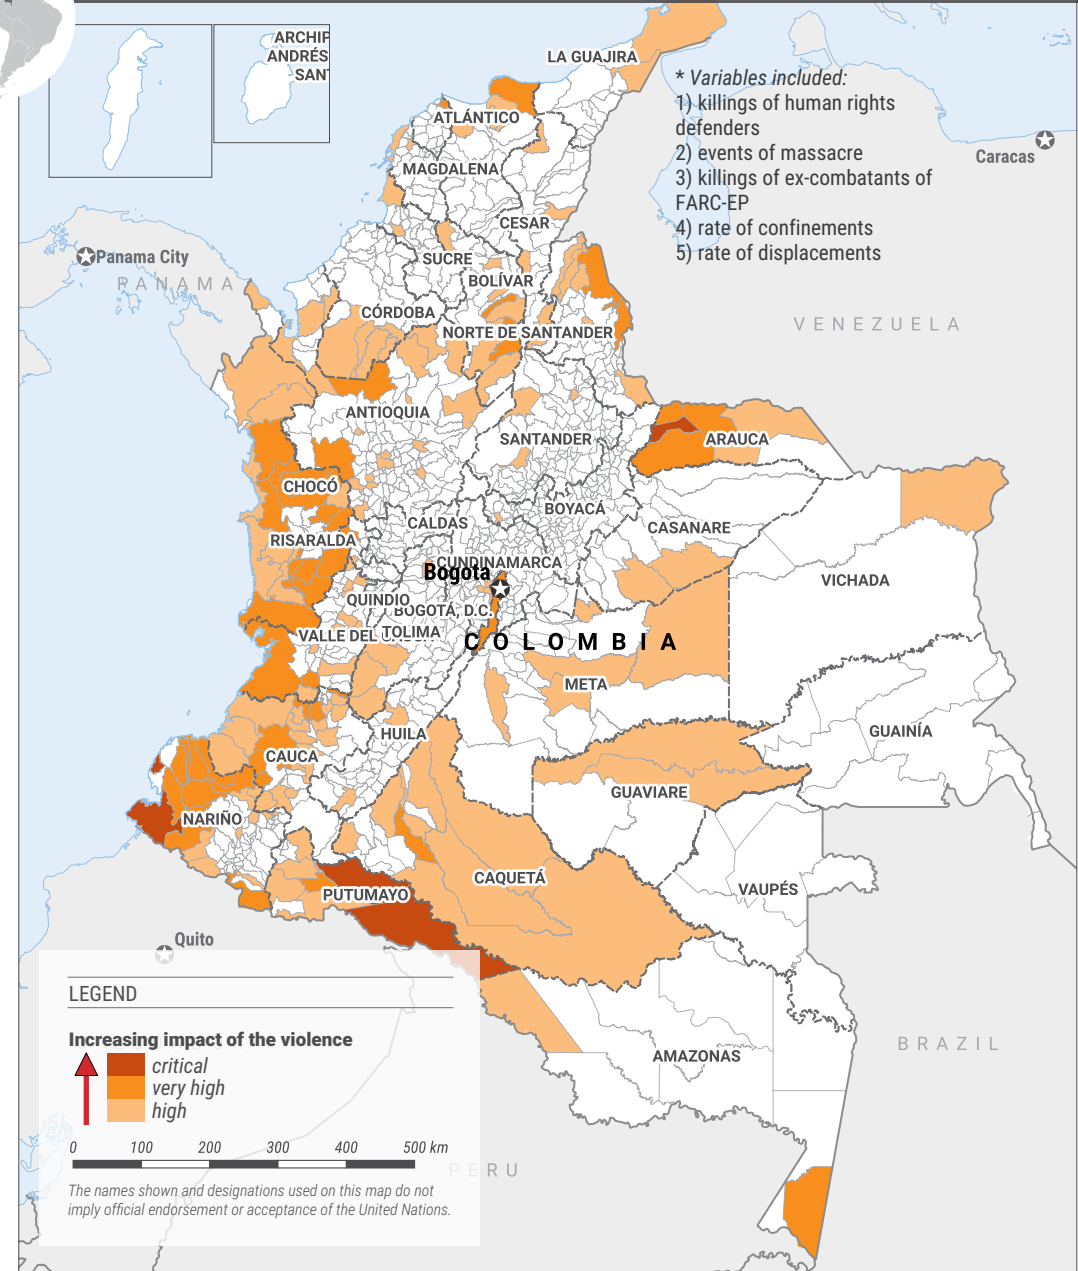 ARCHIP
ANDRÉS
SANT
LA GUAJIRA
* Variables included:
1) killings of human rights
defenders
2) events of massacre
3) killings of ex-combatants of
FARC-EP
4) rate of confinements
5) rate of displacements
Caracas
ATLÁNTICO
MAGDALENA
CESAR
Panama City
PANAMA
SUCRE
BOLÍVAR
CÓRDOBA
NORTE DE SANTANDER
VENEZUELA
ANTIOQUIA
SANTANDER
ARAUCA
CHOCÓ
BOYACÁ
CALDAS
CASANARE
RISARALDA
CUNDINAMARCA
Bogota
VICHADA
QUINDIO
BOGOTÁ, D.C.
VALLE DEL
TOLIMA
COLOMBIA
META
HUILA
GUAINÍA
CAUCA
GUAVIARE
NARIÑO
CAQUETÁ
VAUPÉS
PUTUMAYO
Quito
LEGEND
Increasing impact of the violence
critical
very high
high
BRAZIL
AMAZONAS
0 100 200 300 400 500 km
PERU
The names shown and designations used on this map do not
imply official endorsement or acceptance of the United Nations.